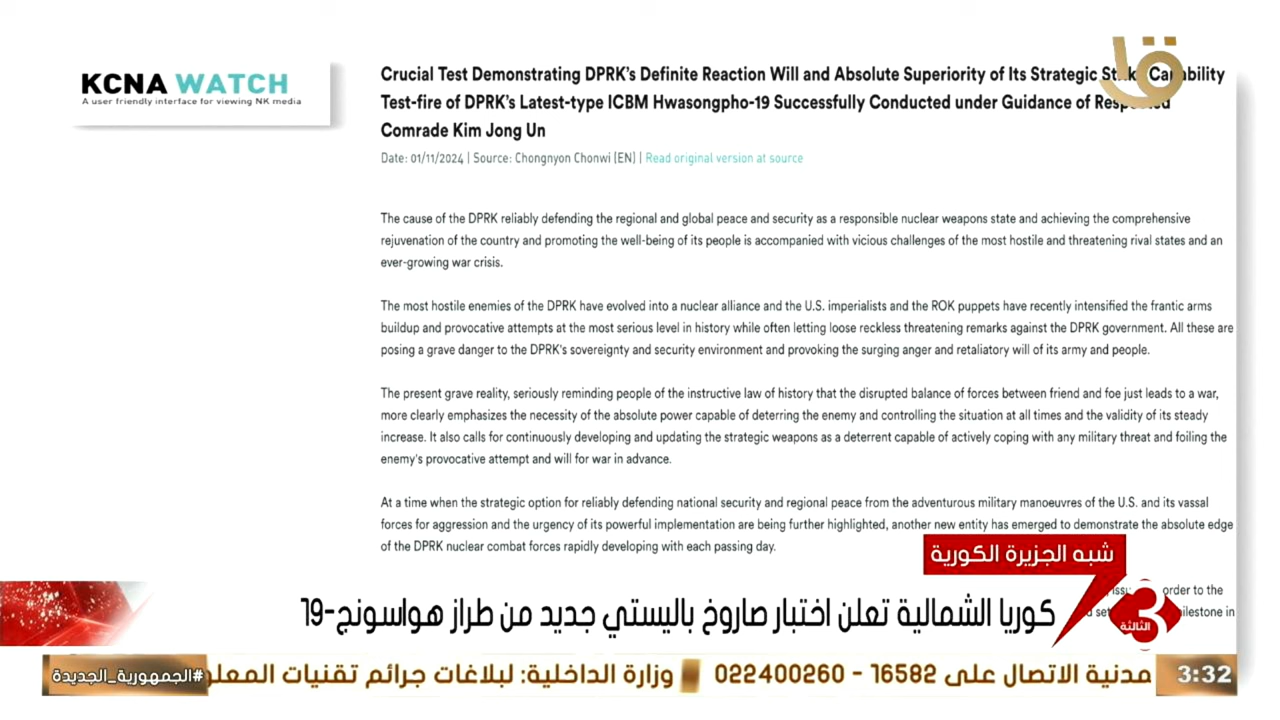 KCNA WATCH
A user friendly interface for viewing NK media
Crucial Test Demonstrating DPRK's Definite Reaction Will and Absolute Superiority of Its Strategic Strike Capability
Test-fire of DPRK's Latest-type ICBM Hwasongpho-19 Successfully Conducted under Guidance of Respected
Comrade Kim Jong Un
Date: 01/11/2024 | Source: Chongnyon Chonwi (EN) | Read original version at source
The cause of the DPRK reliably defending the regional and global peace and security as a responsible nuclear weapons state and achieving the comprehensive
rejuvenation of the country and promoting the well-being of its people is accompanied with vicious challenges of the most hostile and threatening rival states and an
ever-growing war crisis.
The most hostile enemies of the DPRK have evolved into a nuclear alliance and the U.S. imperialists and the ROK puppets have recently intensified the frantic arms
buildup and provocative attempts at the most serious level in history while often letting loose reckless threatening remarks against the DPRK government. All these are
posing a grave danger to the DPRK's sovereignty and security environment and provoking the surging anger and retaliatory will of its army and people.
The present grave reality, seriously reminding people of the instructive law of history that the disrupted balance of forces between friend and foe just leads to a war,
more clearly emphasizes the necessity of the absolute power capable of deterring the enemy and controlling the situation at all times and the validity of its steady
increase. It also calls for continuously developing and updating the strategic weapons as a deterrent capable of actively coping with any military threat and foiling the
enemy's provocative attempt and will for war in advance.
At a time when the strategic option for reliably defending national security and regional peace from the adventurous military manoeuvres of the U.S. and its vassal
forces for aggression and the urgency of its powerful implementation are being further highlighted, another new entity has emerged to demonstrate the absolute edge
of the DPRK nuclear combat forces rapidly developing with each passing day.
شبه الجزيرة الكورية
order to the
milestone in
كوريا الشمالية تعلن اختبار صاروخ باليستي جديد من طراز هواسونج-19
3 الثالثة
مدنية الاتصال على 16582 - 022400260 وزارة الداخلية: لبلاغات جرائم تقنيات المعلو
#الجمهورية_الجديدة
3:32